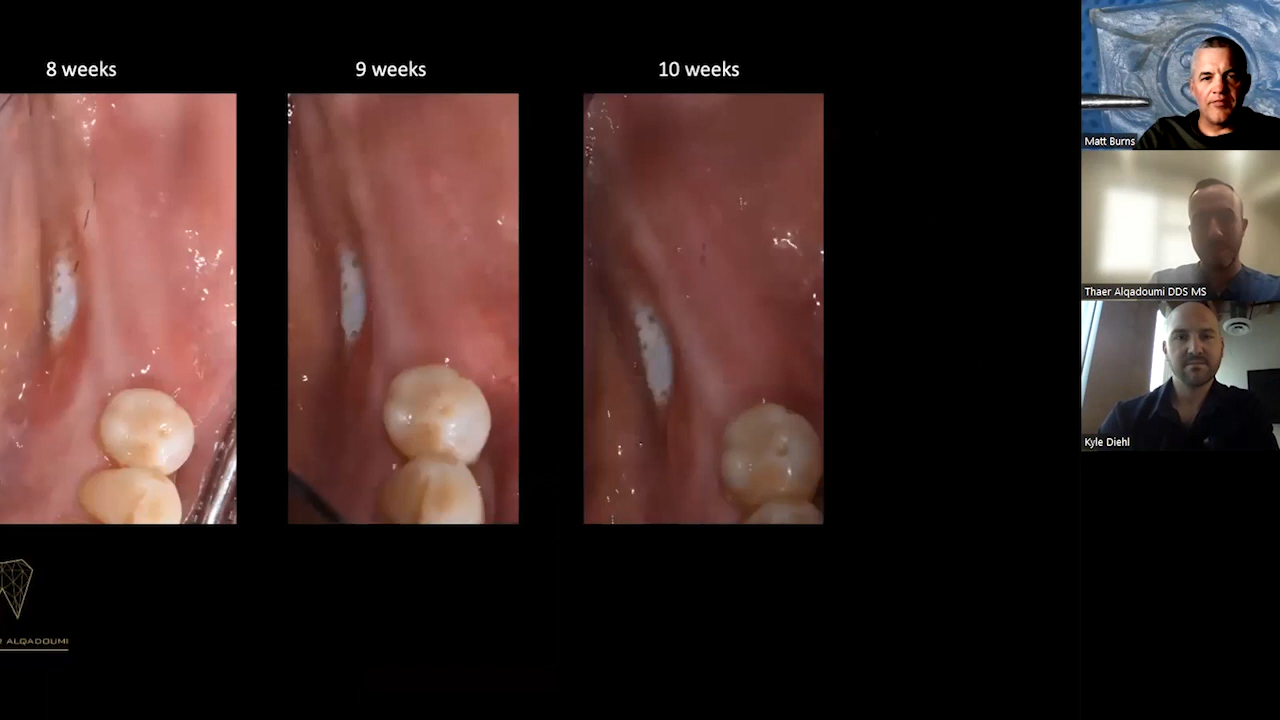 8 weeks
9 weeks
10 weeks
Matt Burns
Thaer Alqadoumi DDS MS
Kyle Diehl
ALQADOUMI